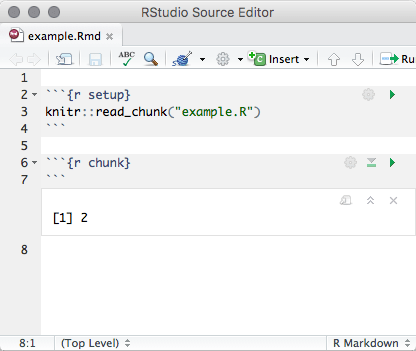 RStudio Source Editor
example.Rmd
ABC Insert Run
1
2 ```{r setup}
3 knitr::read_chunk("example.R")
4 ```
5
6 ```{r chunk}
7 ```
[1] 2
8
8:1 (Top Level) R Markdown